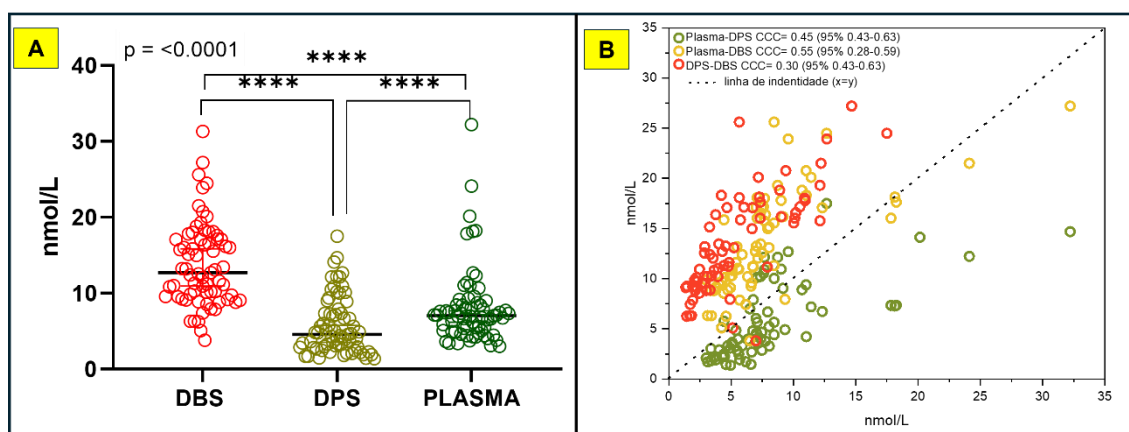 A
p = <0.0001
****
****
****
40
30
20
10
0
nmol/L
DBS
DPS
PLASMA
B
Plasma-DPS CCC= 0.45 (95% 0.43-0.63)
Plasma-DBS CCC= 0.55 (95% 0.28-0.59)
DPS-DBS CCC= 0.30 (95% 0.43-0.63)
linha de indentidade (x=y)
35
30
25
20
15
10
5
0
nmol/L
0
5
10
15
20
25
30
35
nmol/L